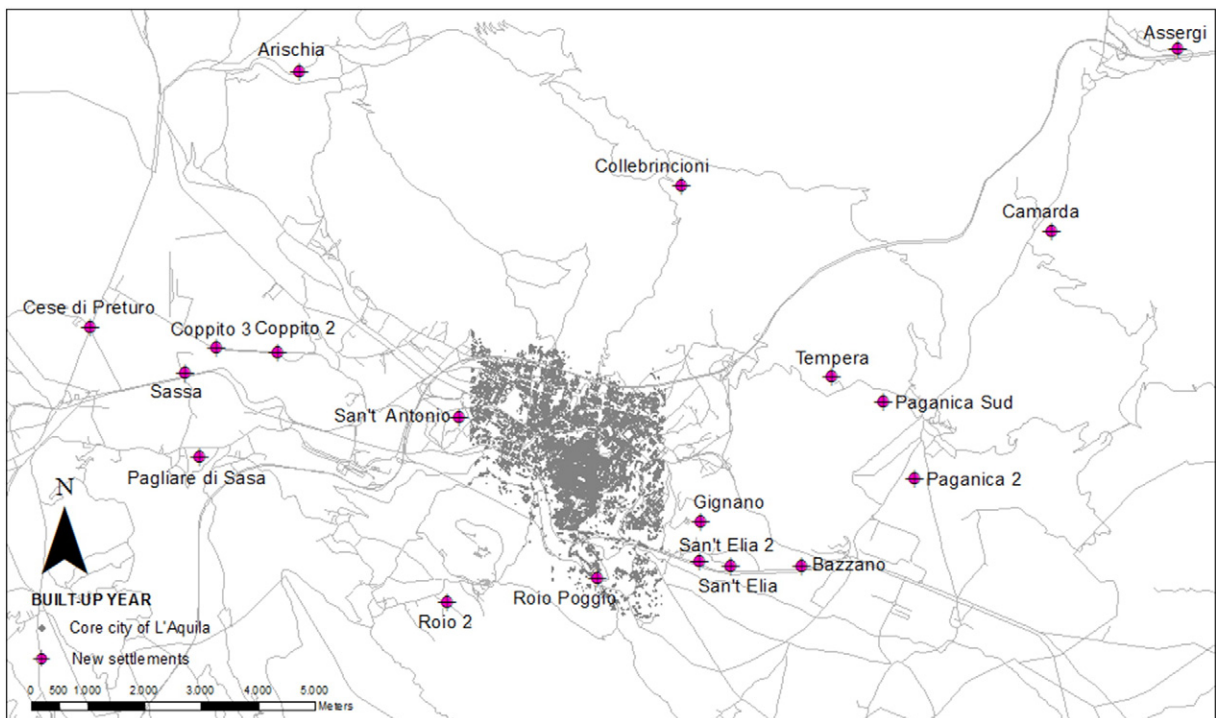 Assergi
Arischia
Collebrincioni
Camarda
Cese di Preturo
Coppito 3
Coppito 2
Tempera
Sassa
San't Antonio
Paganica Sud
Pagliare di Sasa
Paganica 2
N
Gignano
San't Elia 2
Bazzano
San't Elia
Roio Poggio
Roio 2
BUILT-UP YEAR
Core city of L'Aquila
New settlements
0 500 1.000 2.000 3.000 4.000 5.000
Meters